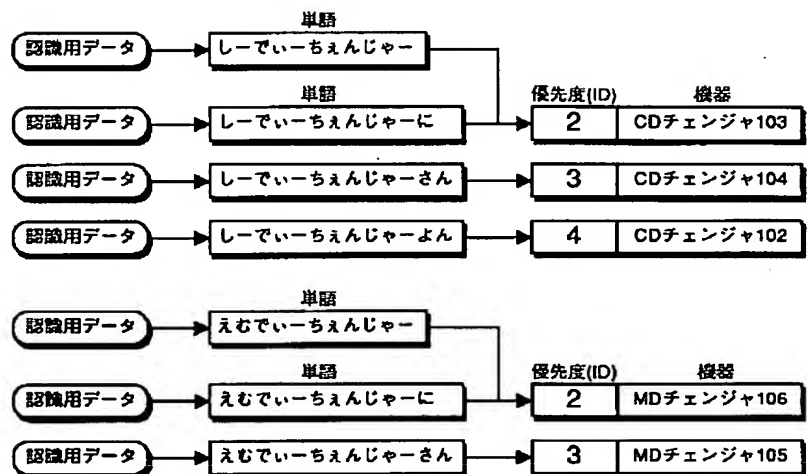 単語
認識用データ しーでぃーちぇんじゃー
単語 優先度(ID) 機器
認識用データ しーでぃーちぇんじゃーに 2 CDチェンジャ103
認識用データ しーでぃーちぇんじゃーさん 3 CDチェンジャ104
認識用データ しーでぃーちぇんじゃーよん 4 CDチェンジャ102
単語
認識用データ えむでぃーちぇんじゃー
単語 優先度(ID) 機器
認識用データ えむでぃーちぇんじゃーに 2 MDチェンジャ106
認識用データ えむでぃーちぇんじゃーさん 3 MDチェンジャ105